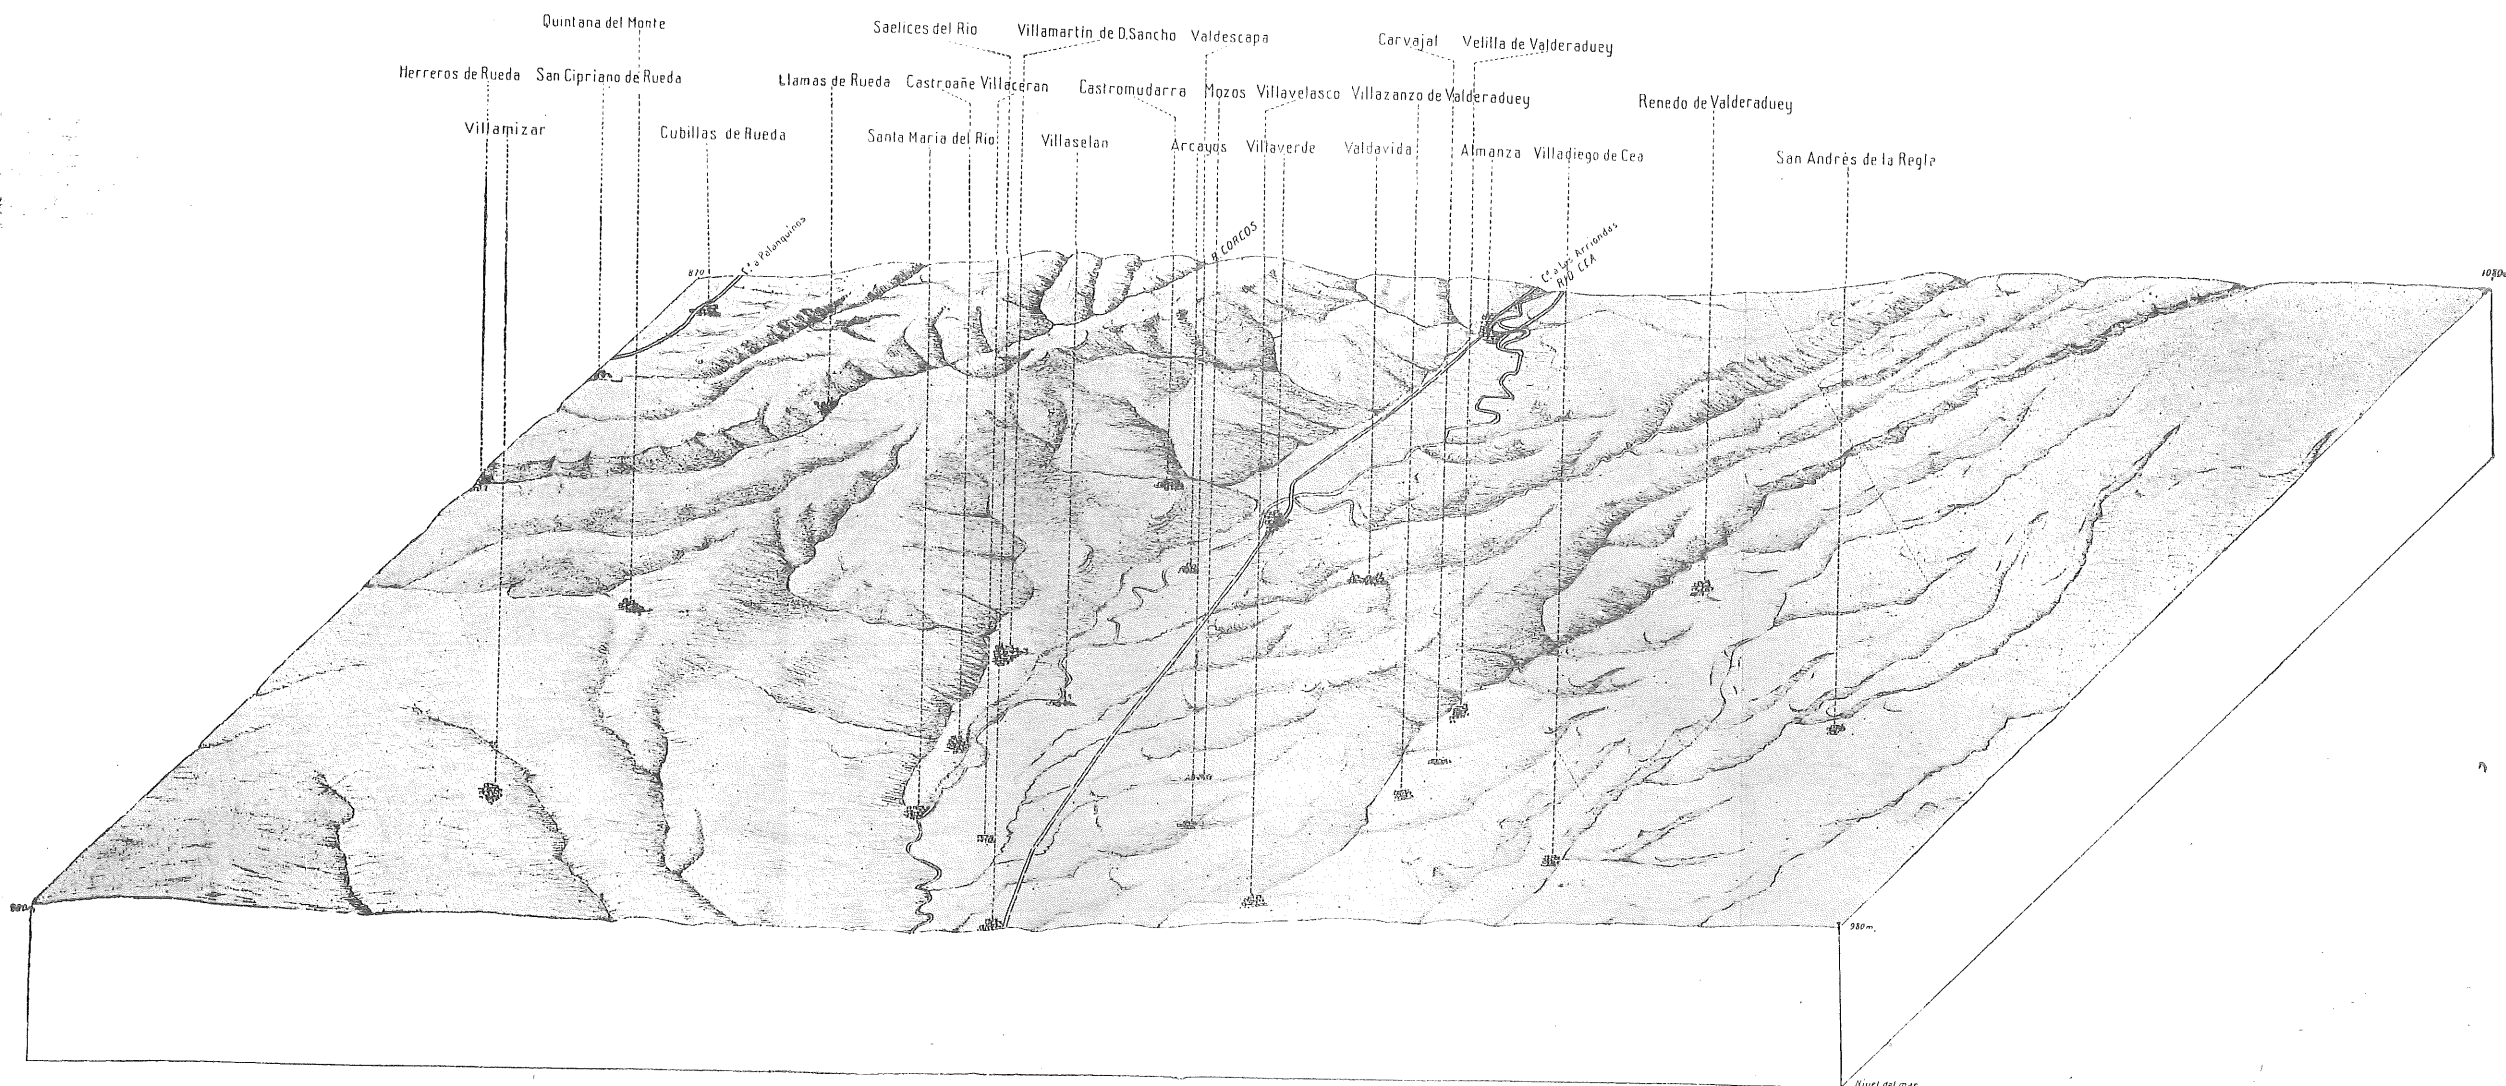 Quintana del Monte
Saelices del Rio
Villamartin de D.Sancho
Valdescapa
Carvajal
Velilla de Valderaduey
Herreros de Rueda
San Cipriano de Rueda
Llamas de Rueda
Castroañe
Villaceran
Castromudarra
Mozos
Villavelasco
Villazanzo de Valderaduey
Renedo de Valderaduey
Villamizar
Cubillas de Rueda
Santa Maria del Rio
Villaselan
Arcayos
Villaverde
Valdavida
Almanza
Villadiego de Cea
San Andrés de la Regla
Cª a Palanquinos
A CORCOS
Cª a Las Arriondas
RIO CEA
870
980m.
Nivel del mar